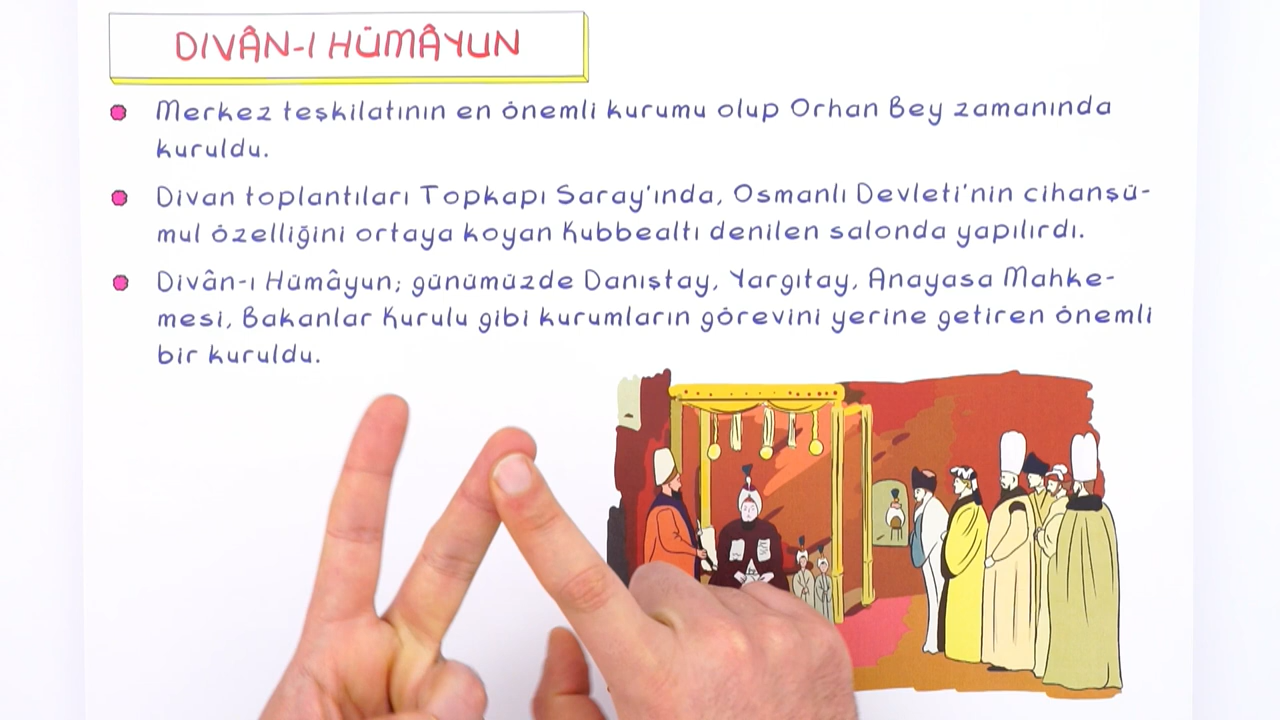 DIVÂN-I HÜMÂYUN
Merkez teşkilatının en önemli kurumu olup Orhan Bey zamanında
kuruldu.
Divan toplantıları Topkapı Saray'ında, Osmanlı Devleti'nin cihanşü-
mul özelliğini ortaya koyan Kubbealtı denilen salonda yapılırdı.
Divân-ı Hümâyun; günümüzde Danıştay, Yargıtay, Anayasa Mahke-
mesi, Bakanlar Kurulu gibi kurumların görevini yerine getiren önemli
bir kuruldu.